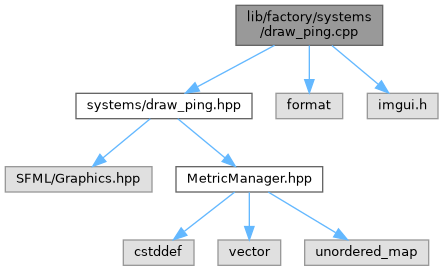 lib/factory/systems
/draw_ping.cpp
systems/draw_ping.hpp
format
imgui.h
SFML/Graphics.hpp
MetricManager.hpp
cstddef
vector
unordered_map